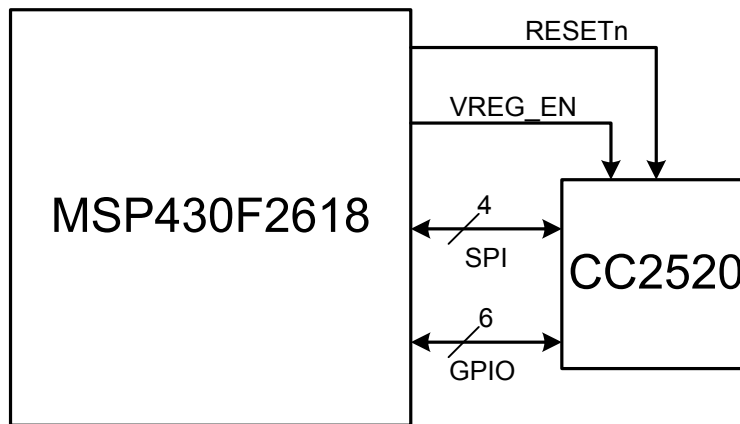 RESETn
VREG_EN
MSP430F2618
4
SPI
CC2520
6
GPIO